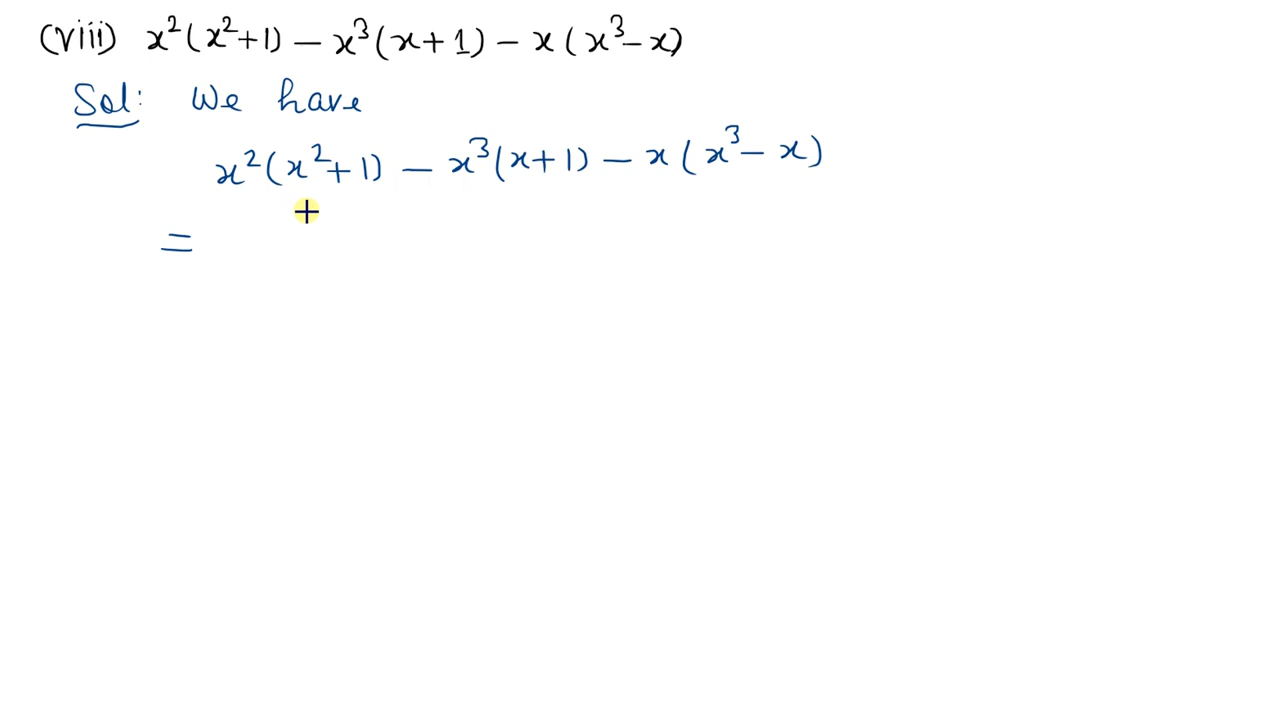 (viii) x²(x²+1) – x³(x+1) – x(x³–x)
Sol: We have
x²(x²+1) – x³(x+1) – x(x³–x)
=